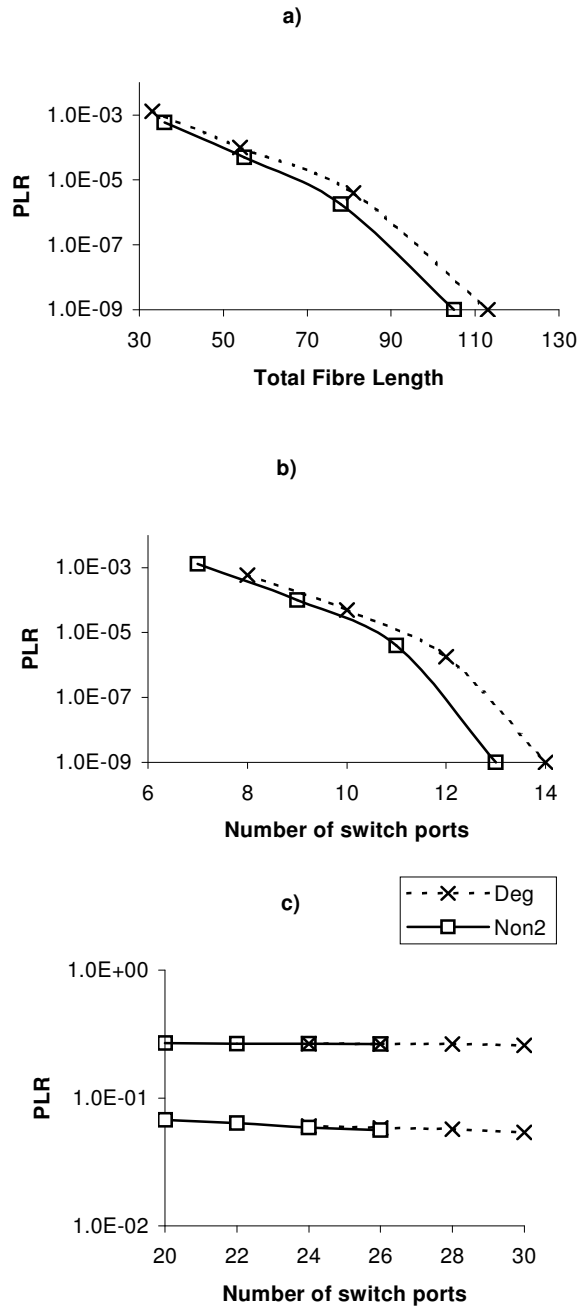 a)
1.0E-03
1.0E-05
1.0E-07
1.0E-09
PLR
30 50 70 90 110 130
Total Fibre Length
b)
1.0E-03
1.0E-05
1.0E-07
1.0E-09
PLR
6 8 10 12 14
Number of switch ports
c)
Deg
Non2
1.0E+00
1.0E-01
1.0E-02
PLR
20 22 24 26 28 30
Number of switch ports